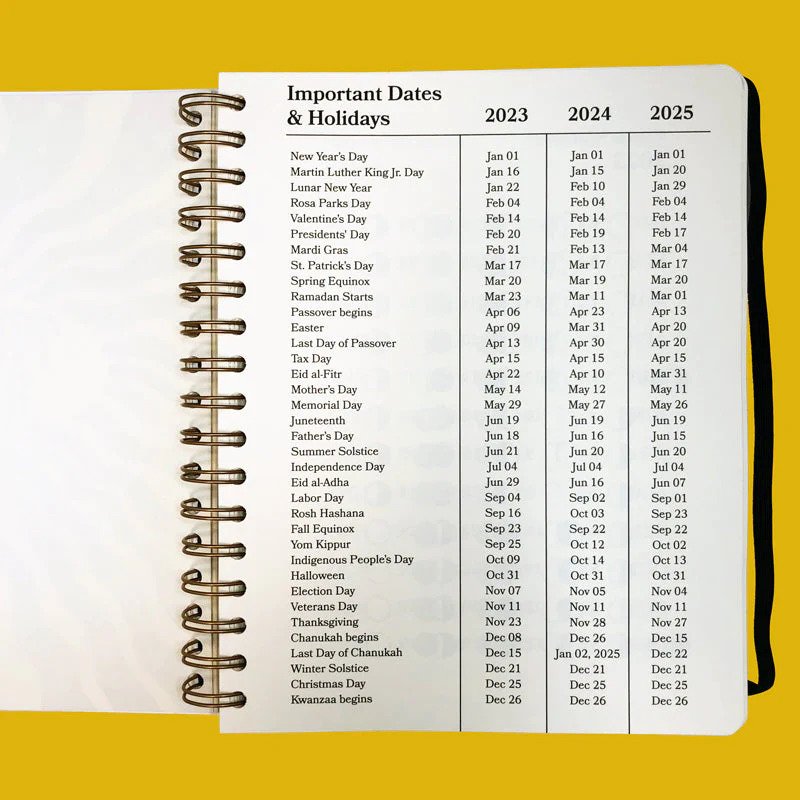 Important Dates
& Holidays 2023 2024 2025
New Year's Day Jan 01 Jan 01 Jan 01
Martin Luther King Jr. Day Jan 16 Jan 15 Jan 20
Lunar New Year Jan 22 Feb 10 Jan 29
Rosa Parks Day Feb 04 Feb 04 Feb 04
Valentine's Day Feb 14 Feb 14 Feb 14
Presidents' Day Feb 20 Feb 19 Feb 17
Mardi Gras Feb 21 Feb 13 Mar 04
St. Patrick's Day Mar 17 Mar 17 Mar 17
Spring Equinox Mar 20 Mar 19 Mar 20
Ramadan Starts Mar 23 Mar 11 Mar 01
Passover begins Apr 06 Apr 23 Apr 13
Easter Apr 09 Mar 31 Apr 20
Last Day of Passover Apr 13 Apr 30 Apr 20
Tax Day Apr 15 Apr 15 Apr 15
Eid al-Fitr Apr 22 Apr 10 Mar 31
Mother's Day May 14 May 12 May 11
Memorial Day May 29 May 27 May 26
Juneteenth Jun 19 Jun 19 Jun 19
Father's Day Jun 18 Jun 16 Jun 15
Summer Solstice Jun 21 Jun 20 Jun 20
Independence Day Jul 04 Jul 04 Jul 04
Eid al-Adha Jun 29 Jun 16 Jun 07
Labor Day Sep 04 Sep 02 Sep 01
Rosh Hashana Sep 16 Oct 03 Sep 23
Fall Equinox Sep 23 Sep 22 Sep 22
Yom Kippur Sep 25 Oct 12 Oct 02
Indigenous People's Day Oct 09 Oct 14 Oct 13
Halloween Oct 31 Oct 31 Oct 31
Election Day Nov 07 Nov 05 Nov 04
Veterans Day Nov 11 Nov 11 Nov 11
Thanksgiving Nov 23 Nov 28 Nov 27
Chanukah begins Dec 08 Dec 26 Dec 15
Last Day of Chanukah Dec 15 Jan 02, 2025 Dec 22
Winter Solstice Dec 21 Dec 21 Dec 21
Christmas Day Dec 25 Dec 25 Dec 25
Kwanzaa begins Dec 26 Dec 26 Dec 26